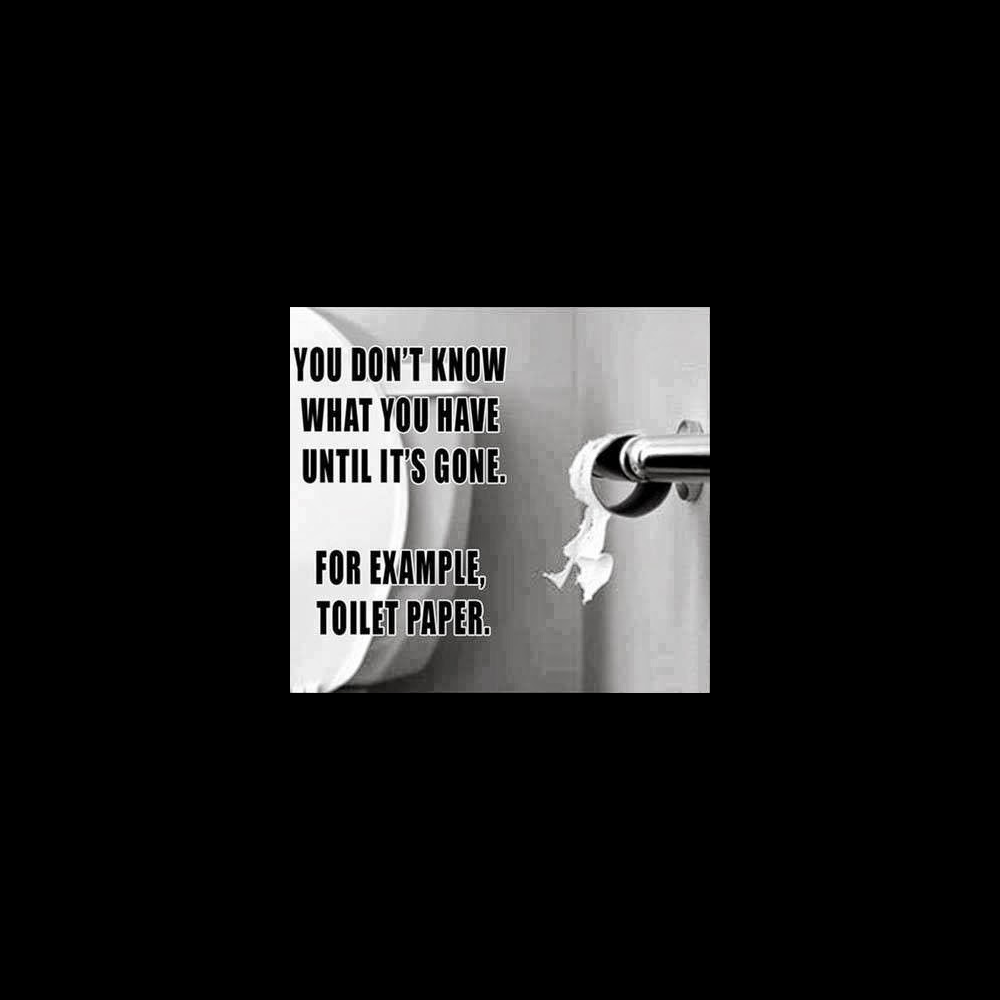 YOU DON'T KNOW
WHAT YOU HAVE
UNTIL IT'S GONE.
FOR EXAMPLE,
TOILET PAPER.